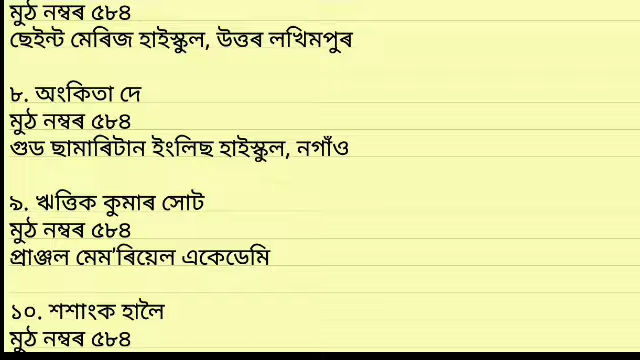 মুঠ নম্বৰ ৫৮৪
ছেইন্ট মেৰিজ হাইস্কুল, উত্তৰ লখিমপুৰ
৮. অংকিতা দে
মুঠ নম্বৰ ৫৮৪
গুড ছামাৰিটান ইংলিছ হাইস্কুল, নগাঁও
৯. ঋত্তিক কুমাৰ সোট
মুঠ নম্বৰ ৫৮৪
প্ৰাঞ্জল মেম'ৰিয়েল একেডেমি
১০. শশাংক হালৈ
মুঠ নম্বৰ ৫৮৪